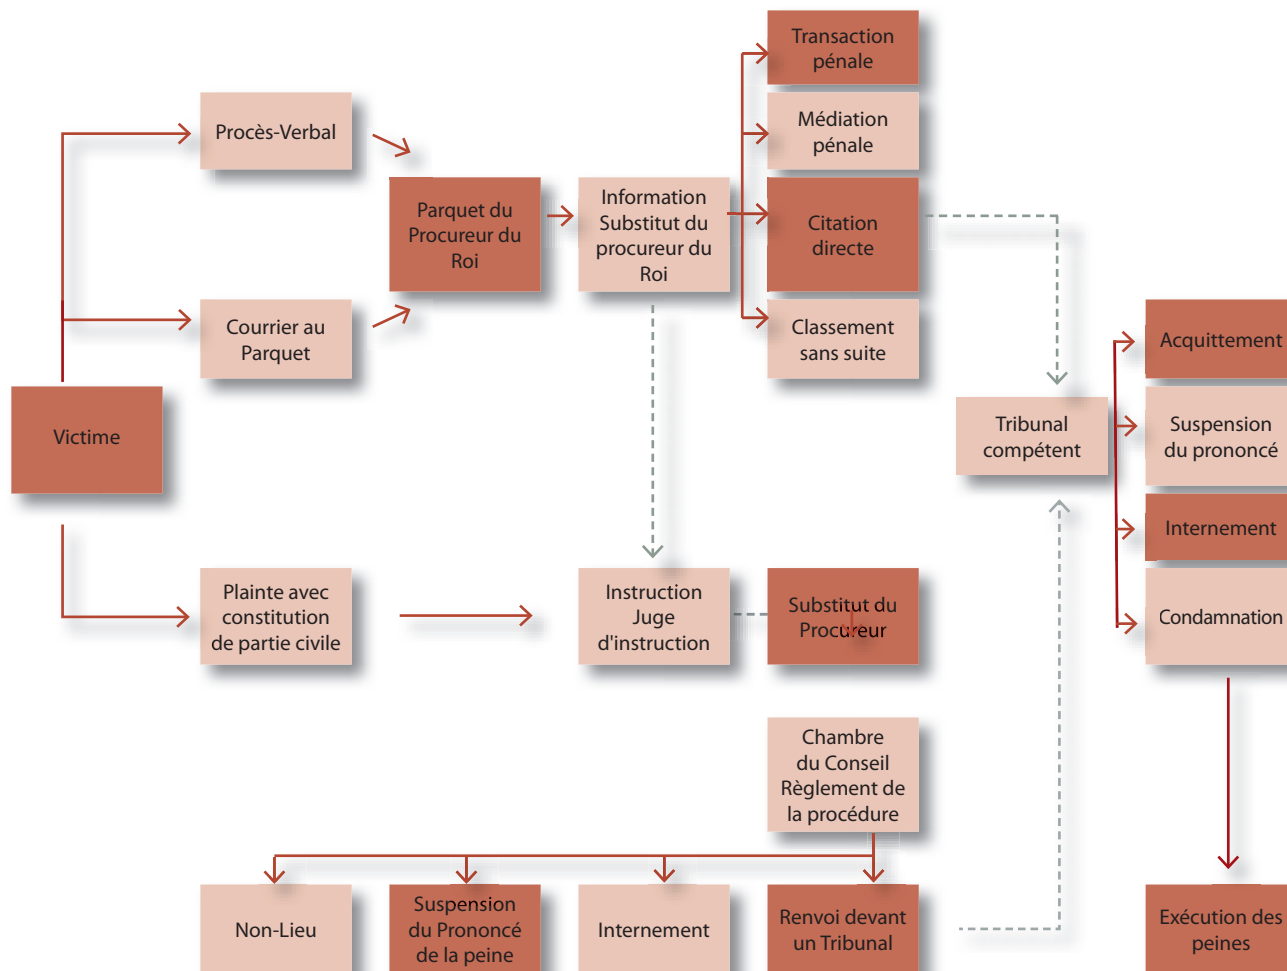 Transaction
pénale
Procès-Verbal
Médiation
pénale
Parquet du
Procureur du
Roi
Information
Substitut du
procureur du
Roi
Citation
directe
Courrier au
Parquet
Classement
sans suite
Acquittement
Victime
Tribunal
compétent
Suspension
du prononcé
Internement
Plainte avec
constitution
de partie civile
Instruction
Juge
d'instruction
Substitut du
Procureur
Condamnation
Chambre
du Conseil
Règlement de
la procédure
Non-Lieu
Suspension
du Prononcé
de la peine
Internement
Renvoi devant
un Tribunal
Exécution des
peines